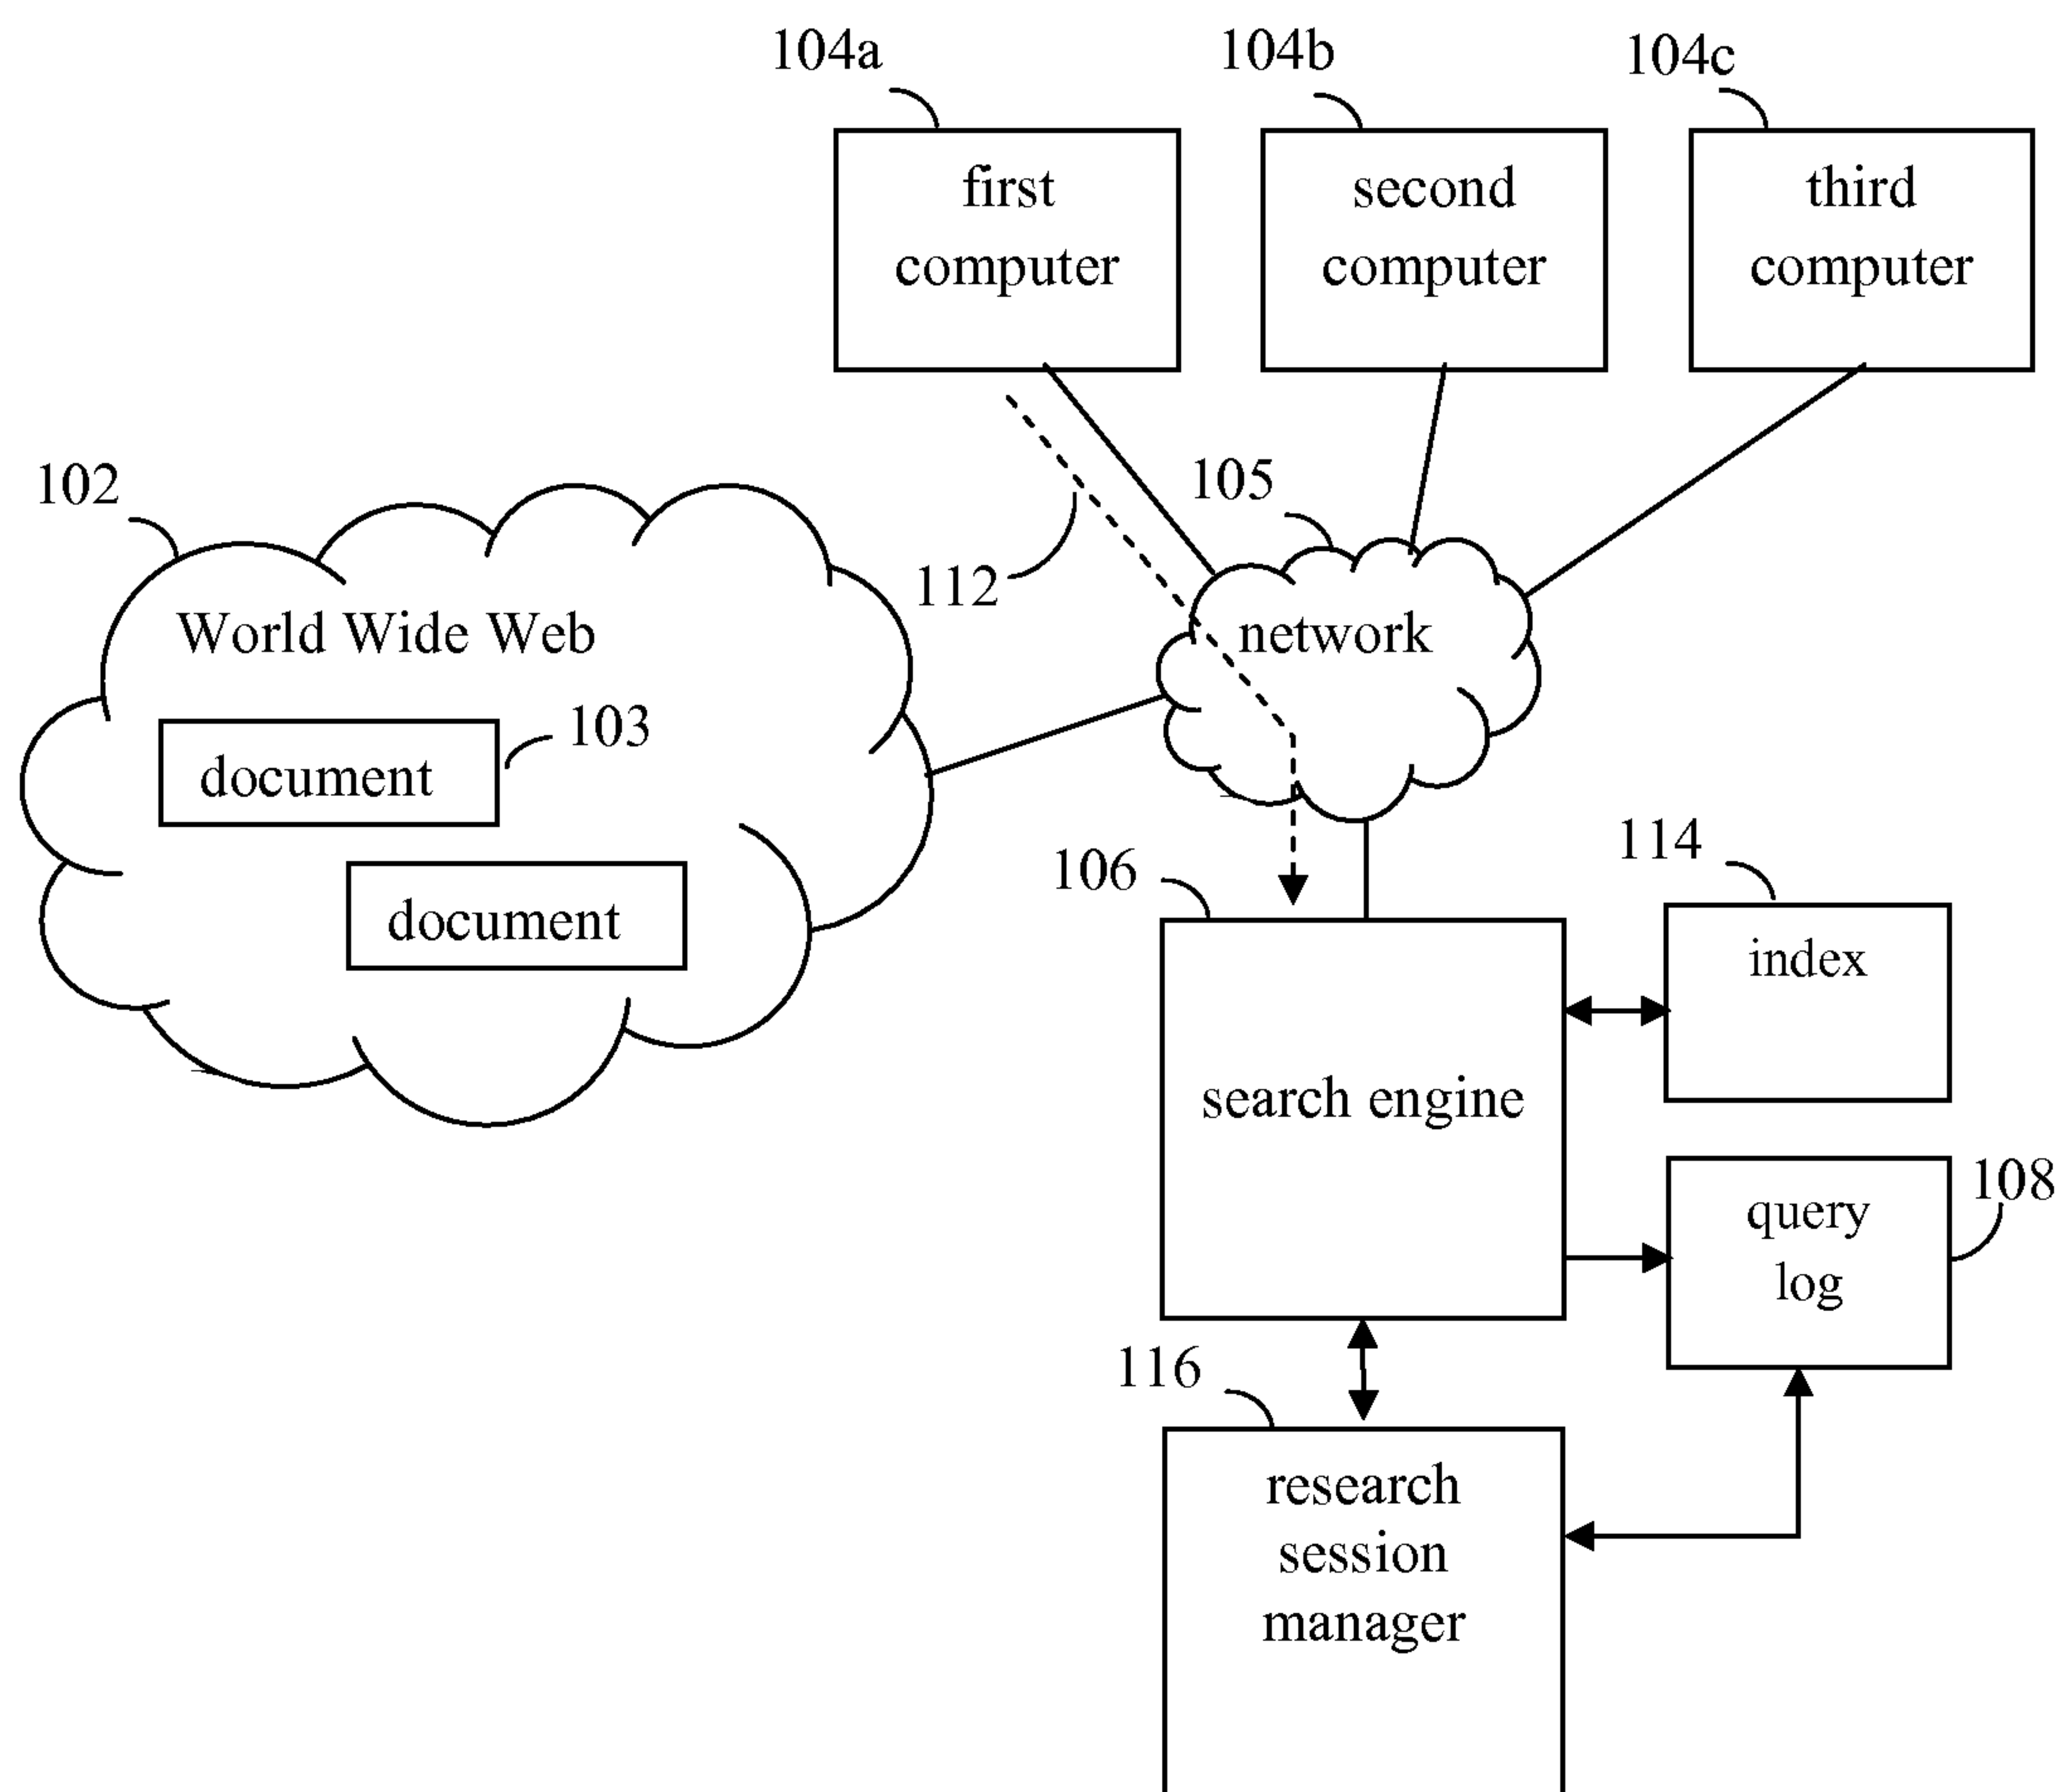 104a
104b
104c
first
computer
second
computer
third
computer
102
105
112
World Wide Web
network
document
103
document
106
114
index
search engine
108
query
log
116
research
session
manager